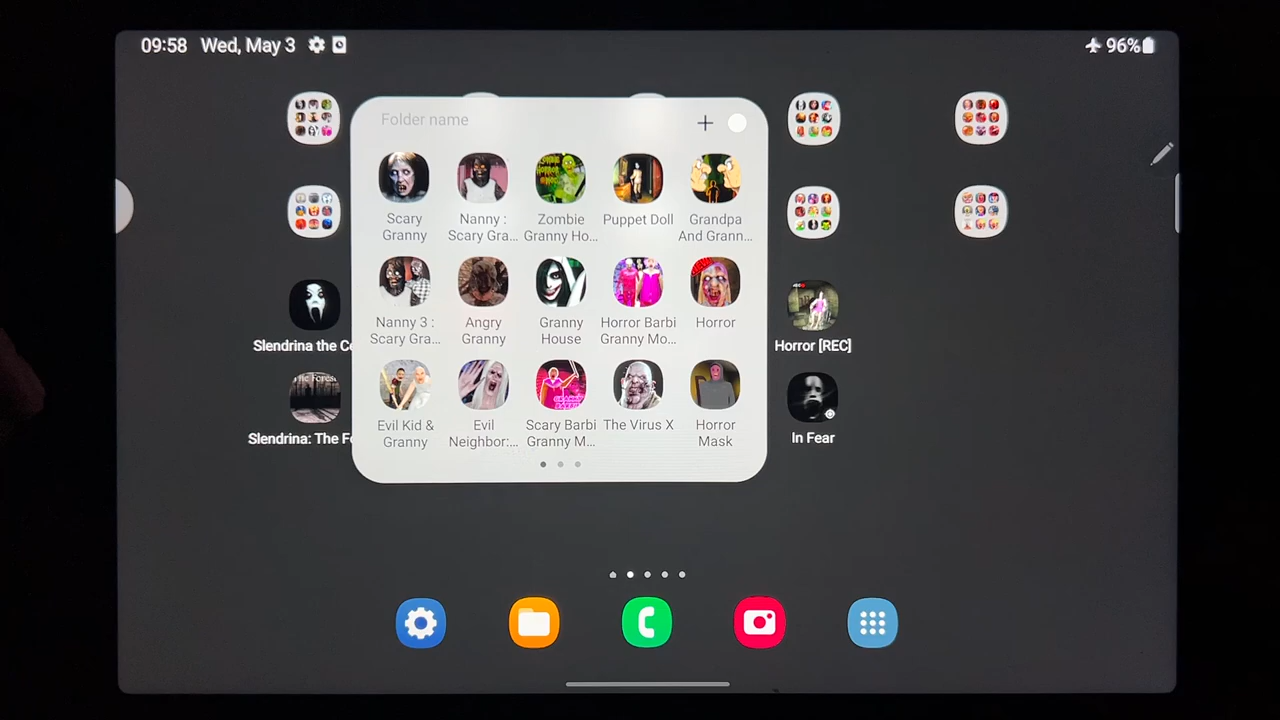 09:58 Wed, May 3
96%
Folder name
Scary
Granny
Nanny :
Scary Gra...
Zombie
Granny Ho...
Puppet Doll
Grandpa
And Grann...
Nanny 3 :
Scary Gra...
Angry
Granny
Granny
House
Horror Barbi
Granny Mo...
Horror
Evil Kid &
Granny
Evil
Neighbor:...
Scary Barbi
Granny M...
The Virus X
Horror
Mask
Slendrina the Ce
Horror [REC]
Slendrina: The Fo
In Fear